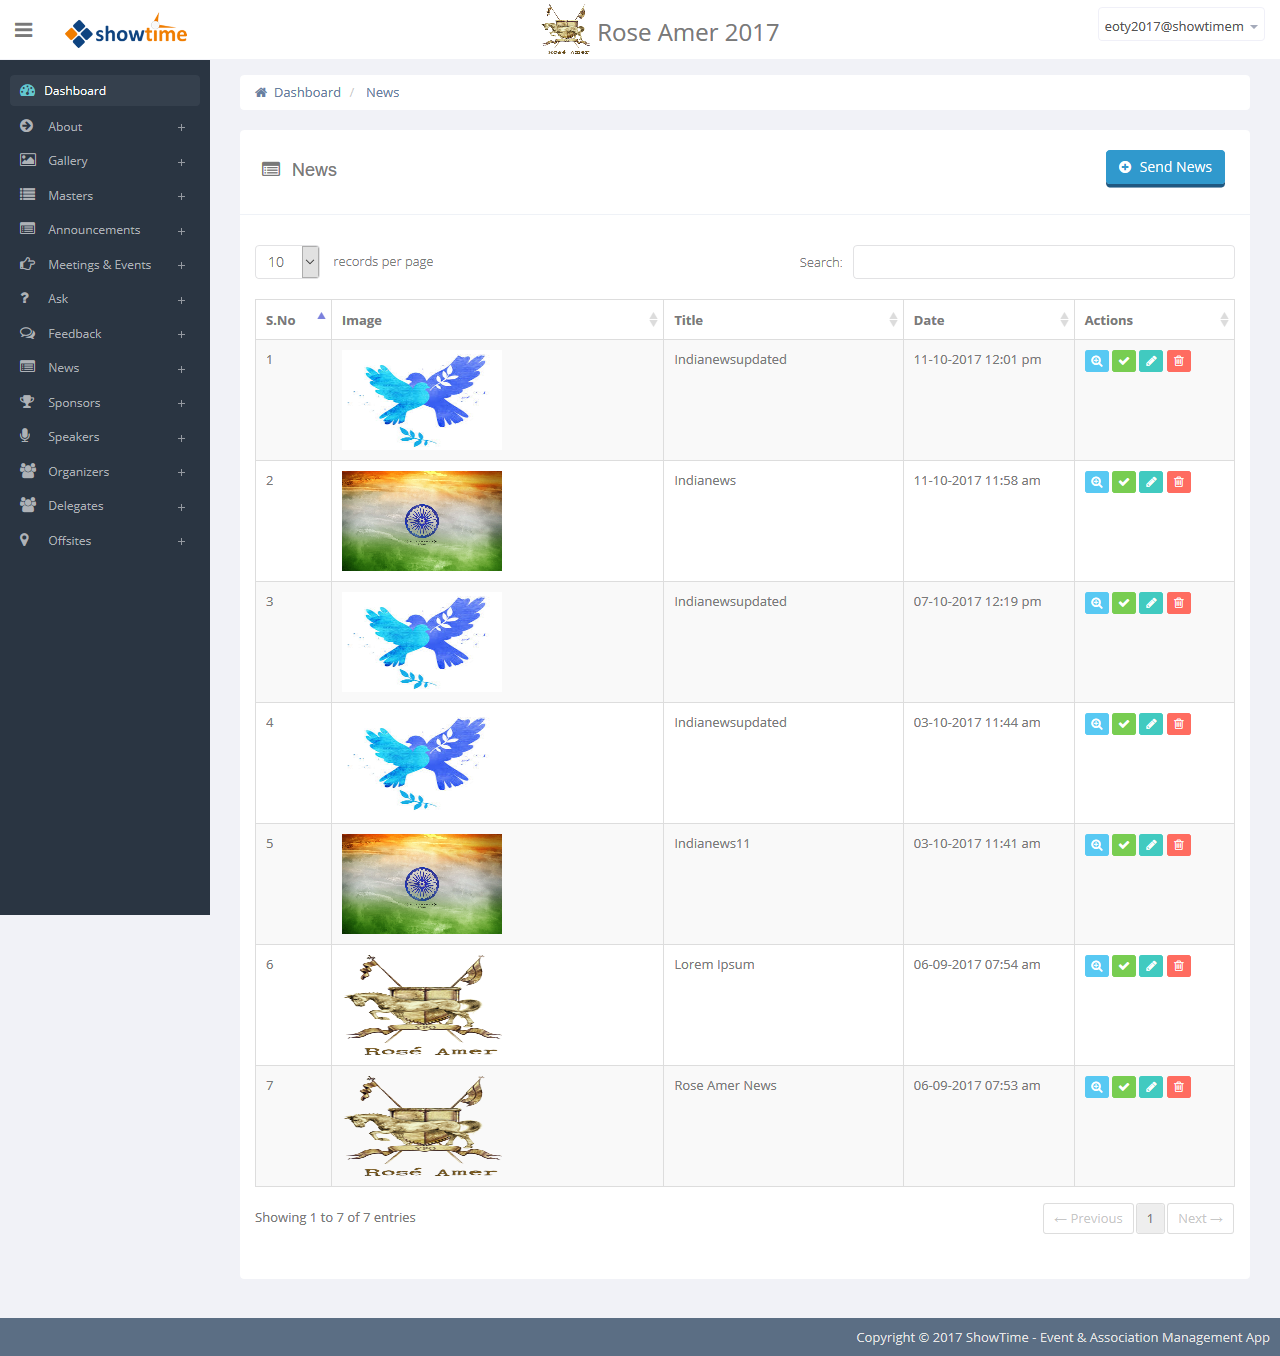 showtime
Rose Amer 2017
eoty2017@showtimem
Dashboard
About
Gallery
Masters
Announcements
Meetings & Events
Ask
Feedback
News
Sponsors
Speakers
Organizers
Delegates
Offsites
Dashboard / News
News
Send News
10 records per page
Search:
S.No Image Title Date Actions
1 Indianewsupdated 11-10-2017 12:01 pm
2 Indianews 11-10-2017 11:58 am
3 Indianewsupdated 07-10-2017 12:19 pm
4 Indianewsupdated 03-10-2017 11:44 am
5 Indianews11 03-10-2017 11:41 am
6 Lorem Ipsum 06-09-2017 07:54 am
YPO
Rosé Amer
7 Rose Amer News 06-09-2017 07:53 am
YPO
Rosé Amer
Showing 1 to 7 of 7 entries
← Previous 1 Next →
Copyright © 2017 ShowTime - Event & Association Management App